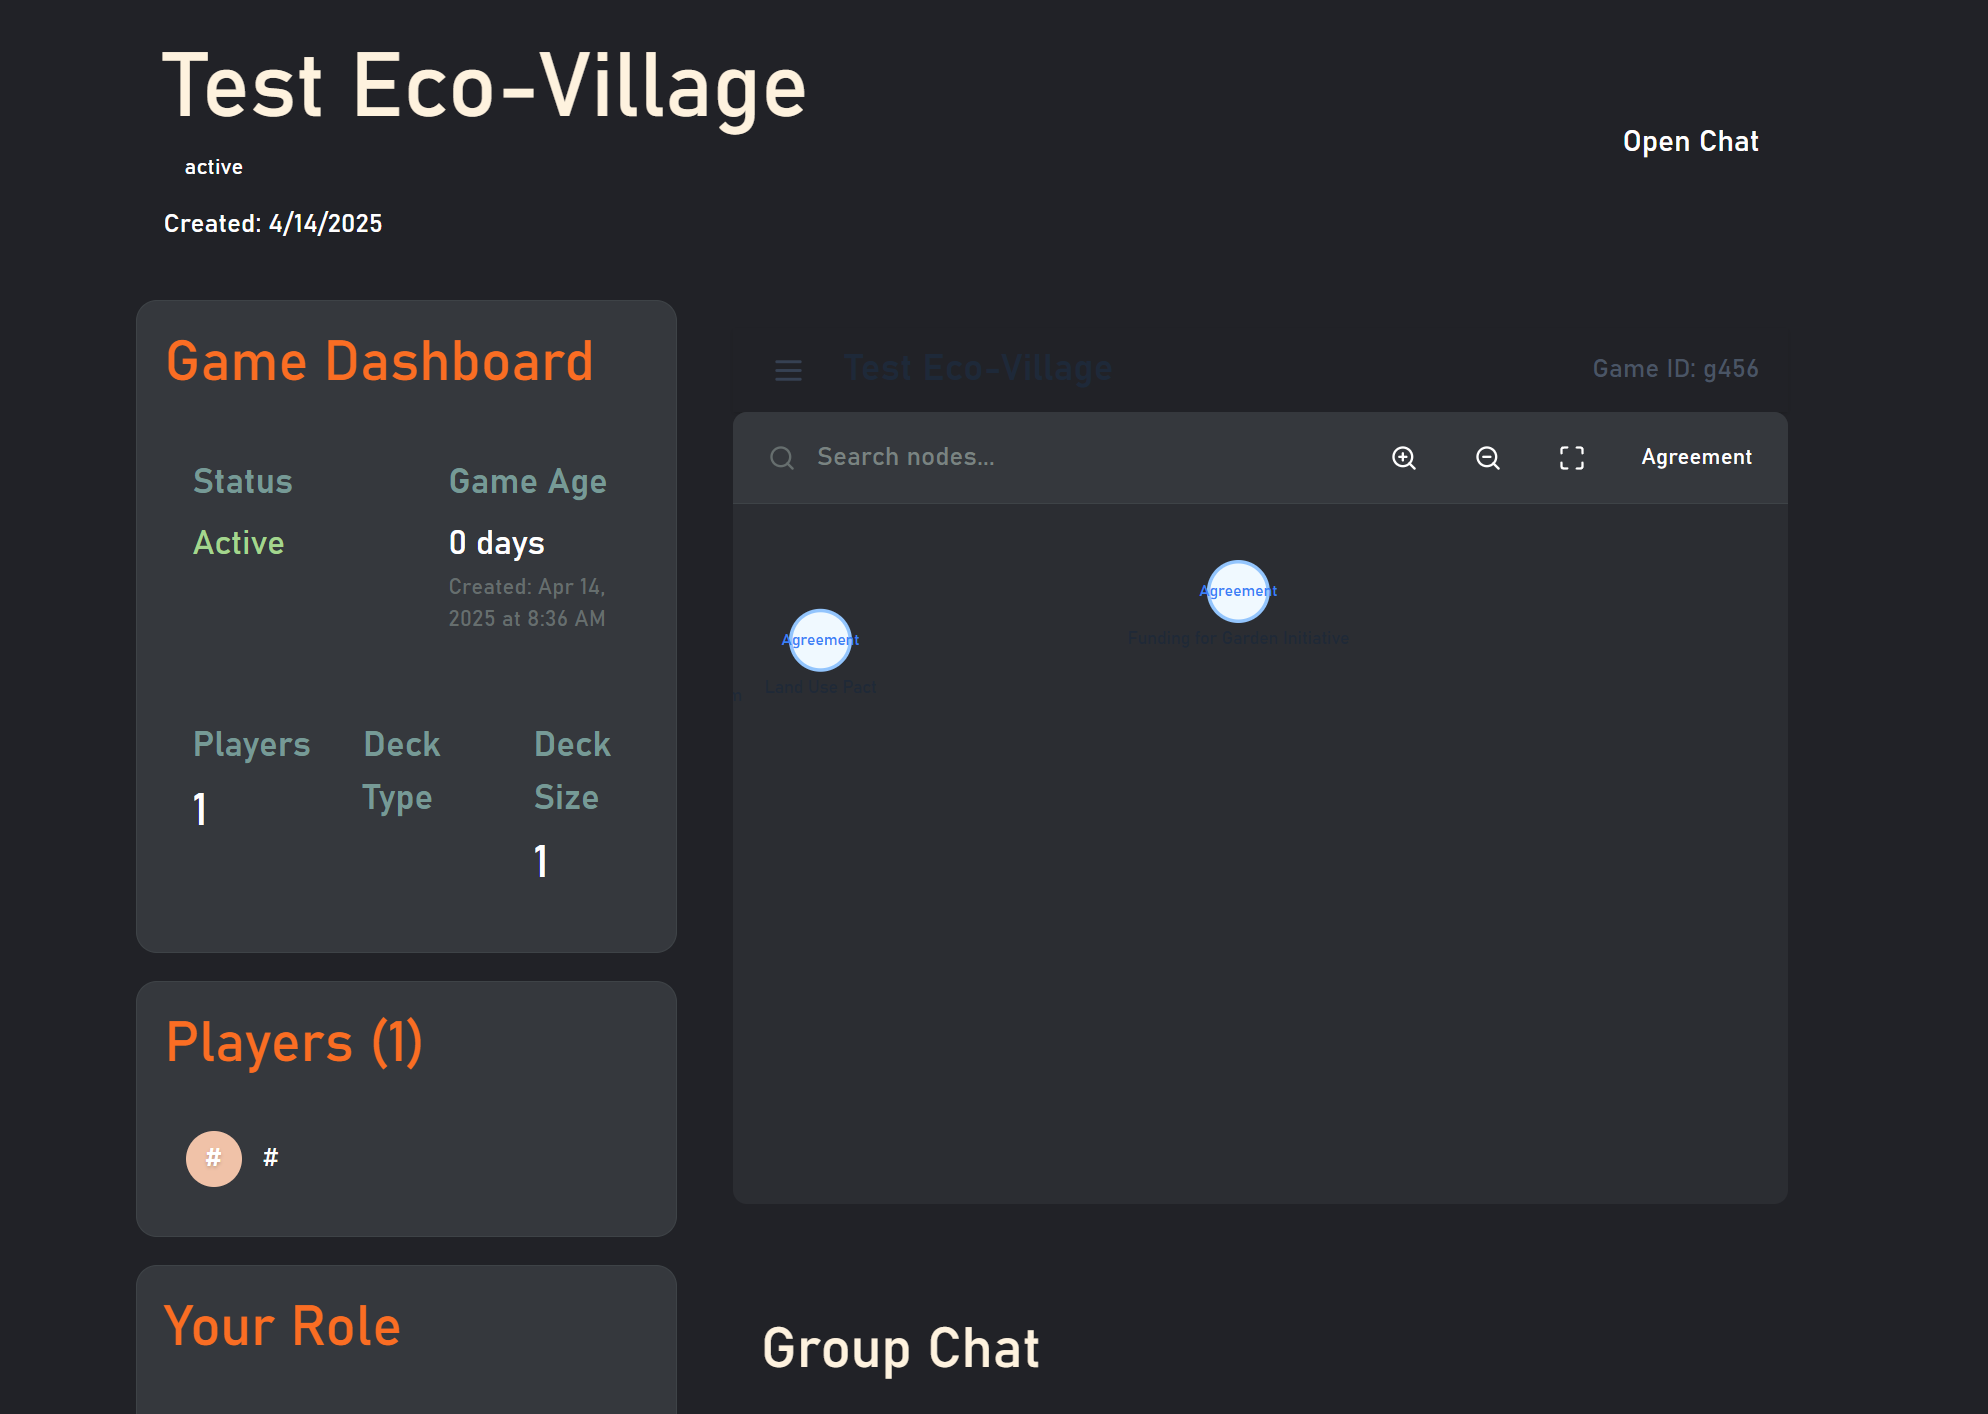 Test Eco-Village
active
Open Chat
Created: 4/14/2025
Game Dashboard
Status
Active
Game Age
0 days
Created: Apr 14,
2025 at 8:36 AM
Players
1
Deck
Type
Deck
Size
1
Players (1)
# #
Your Role
Test Eco-Village
Game ID: g456
Search nodes...
Agreement
Agreement
Funding for Garden Initiative
Agreement
Land Use Pact
n
Group Chat